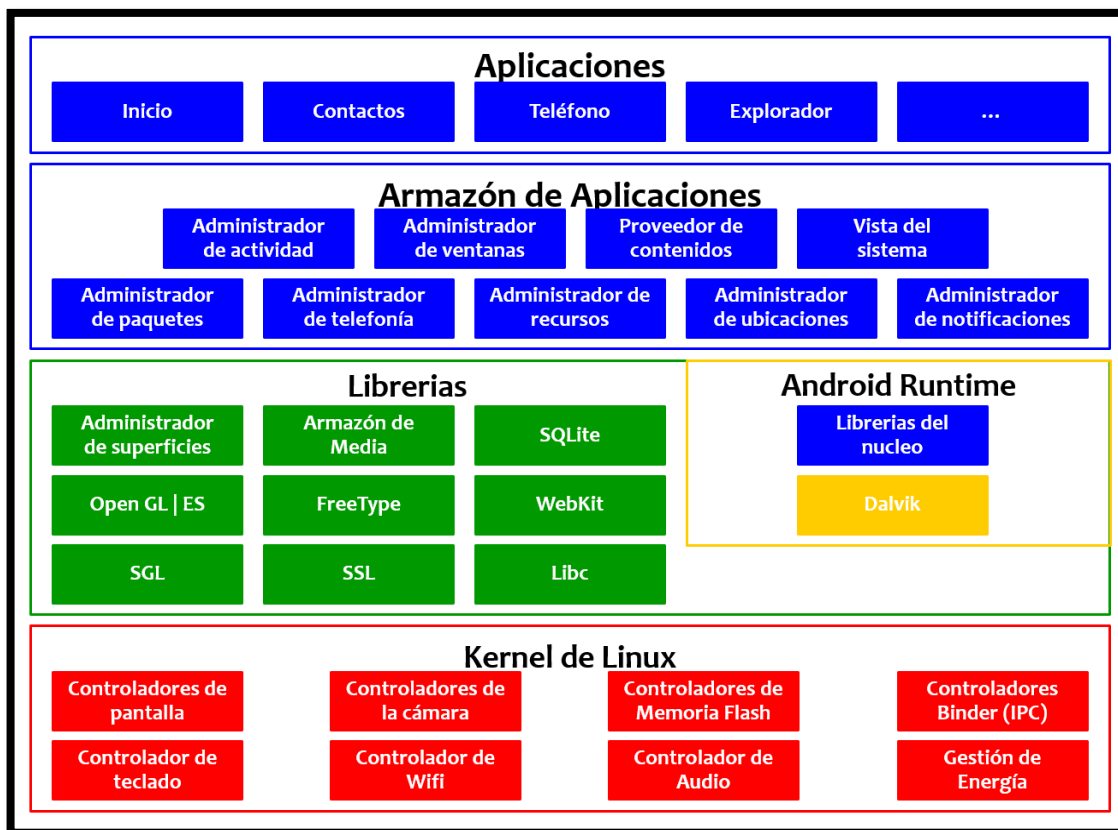 Aplicaciones
Inicio
Contactos
Teléfono
Explorador
...
Armazón de Aplicaciones
Administrador
de actividad
Administrador
de ventanas
Proveedor de
contenidos
Vista del
sistema
Administrador
de paquetes
Administrador
de telefonía
Administrador de
recursos
Administrador
de ubicaciones
Administrador
de notificaciones
Librerias
Administrador
de superficies
Armazón de
Media
SQLite
Open GL | ES
FreeType
WebKit
SGL
SSL
Libc
Android Runtime
Librerias del
nucleo
Dalvik
Kernel de Linux
Controladores de
pantalla
Controladores de
la cámara
Controladores de
Memoria Flash
Controladores
Binder (IPC)
Controlador de
teclado
Controlador de
Wifi
Controlador de
Audio
Gestión de
Energía